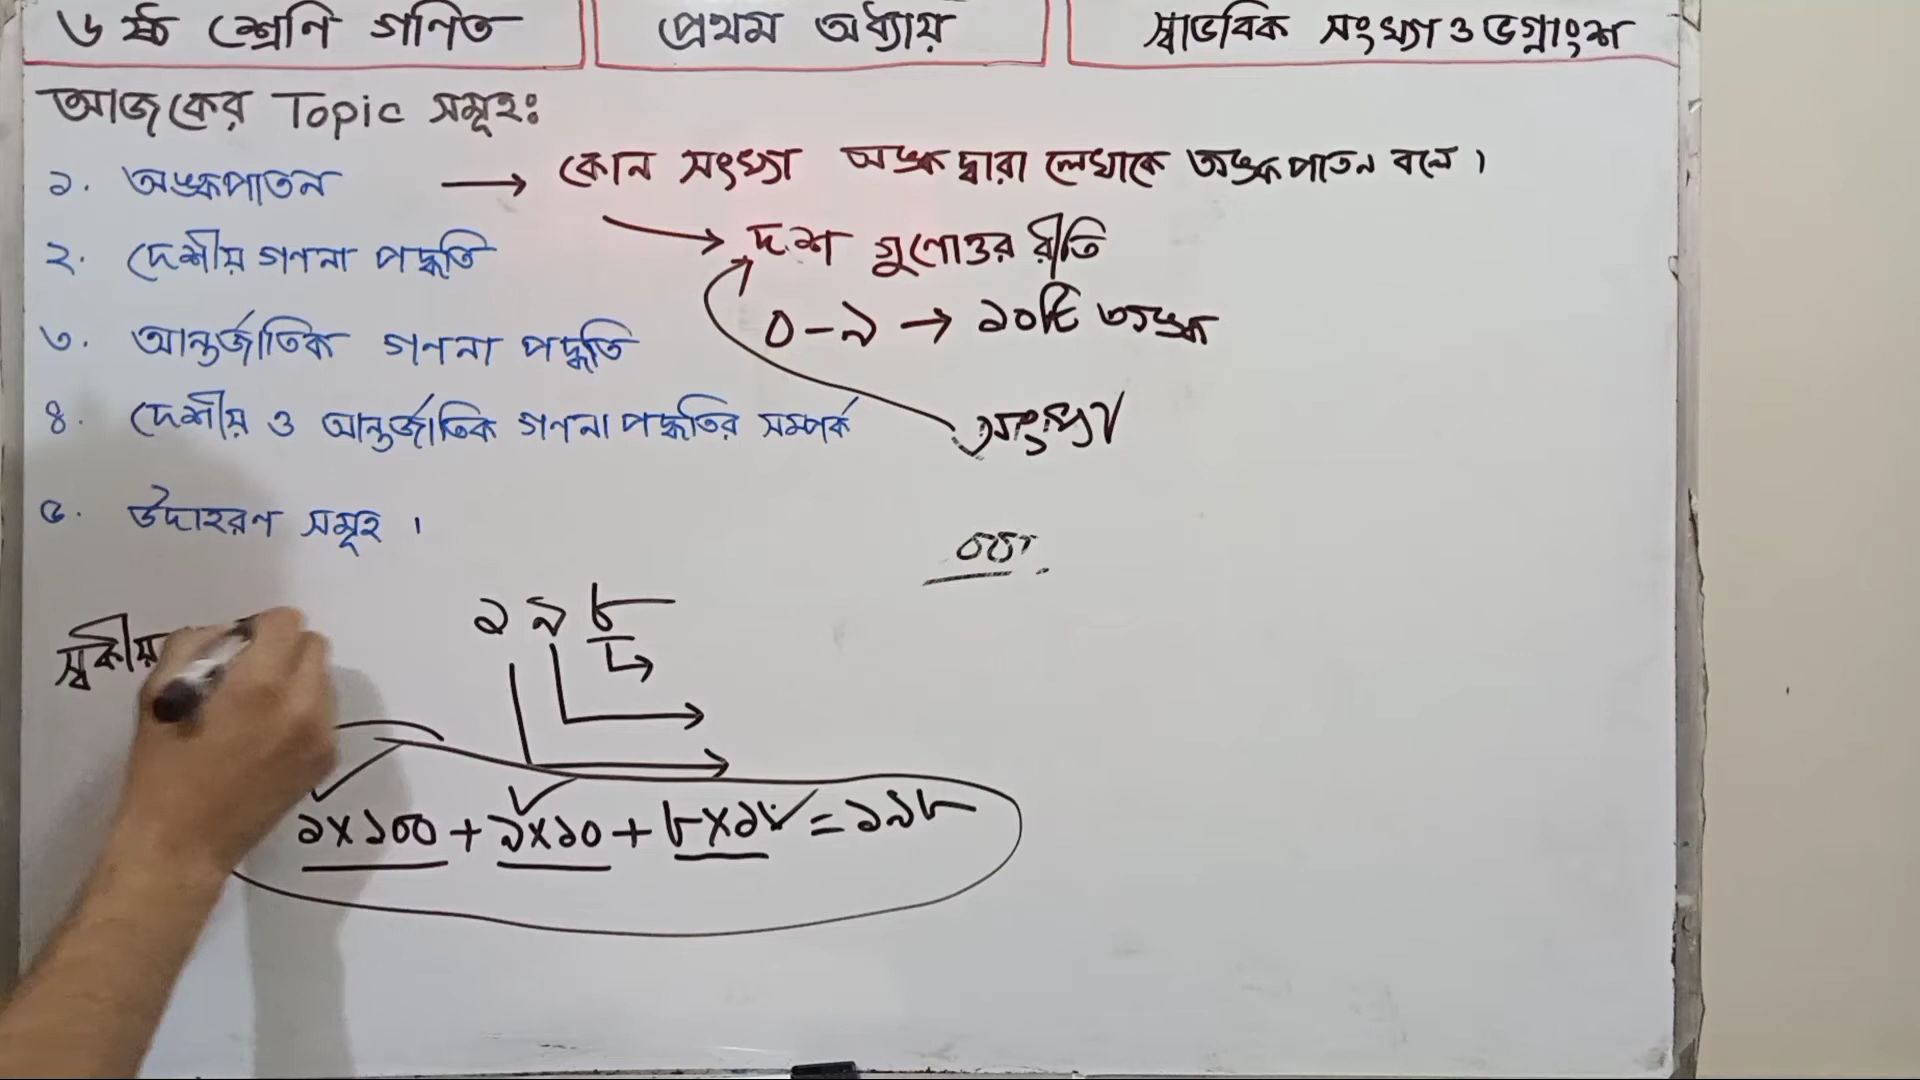 ৬ষ্ঠ শ্রেনি গনিত
প্রথম অধ্যায়
স্বাভাবিক সংখ্যা ও ভগ্নাংশ
আজকের Topic সমূহঃ
১. অঙ্কপাতন → কোন সংখ্যা অঙ্ক দ্বারা লেখাকে অঙ্কপাতন বলে।
→ দশ গুণোত্তর রীতি
২. দেশীয় গণনা পদ্ধতি
০-৯ → ১০টি অঙ্ক
৩. আন্তর্জাতিক গণনা পদ্ধতি
৪. দেশীয় ও আন্তর্জাতিক গণনা পদ্ধতির সম্পর্ক
৫. উদাহরণ সমূহ।
১৯৮
স্বকীয়
১×১০০ + ৯×১০ + ৮×১ = ১৯৮